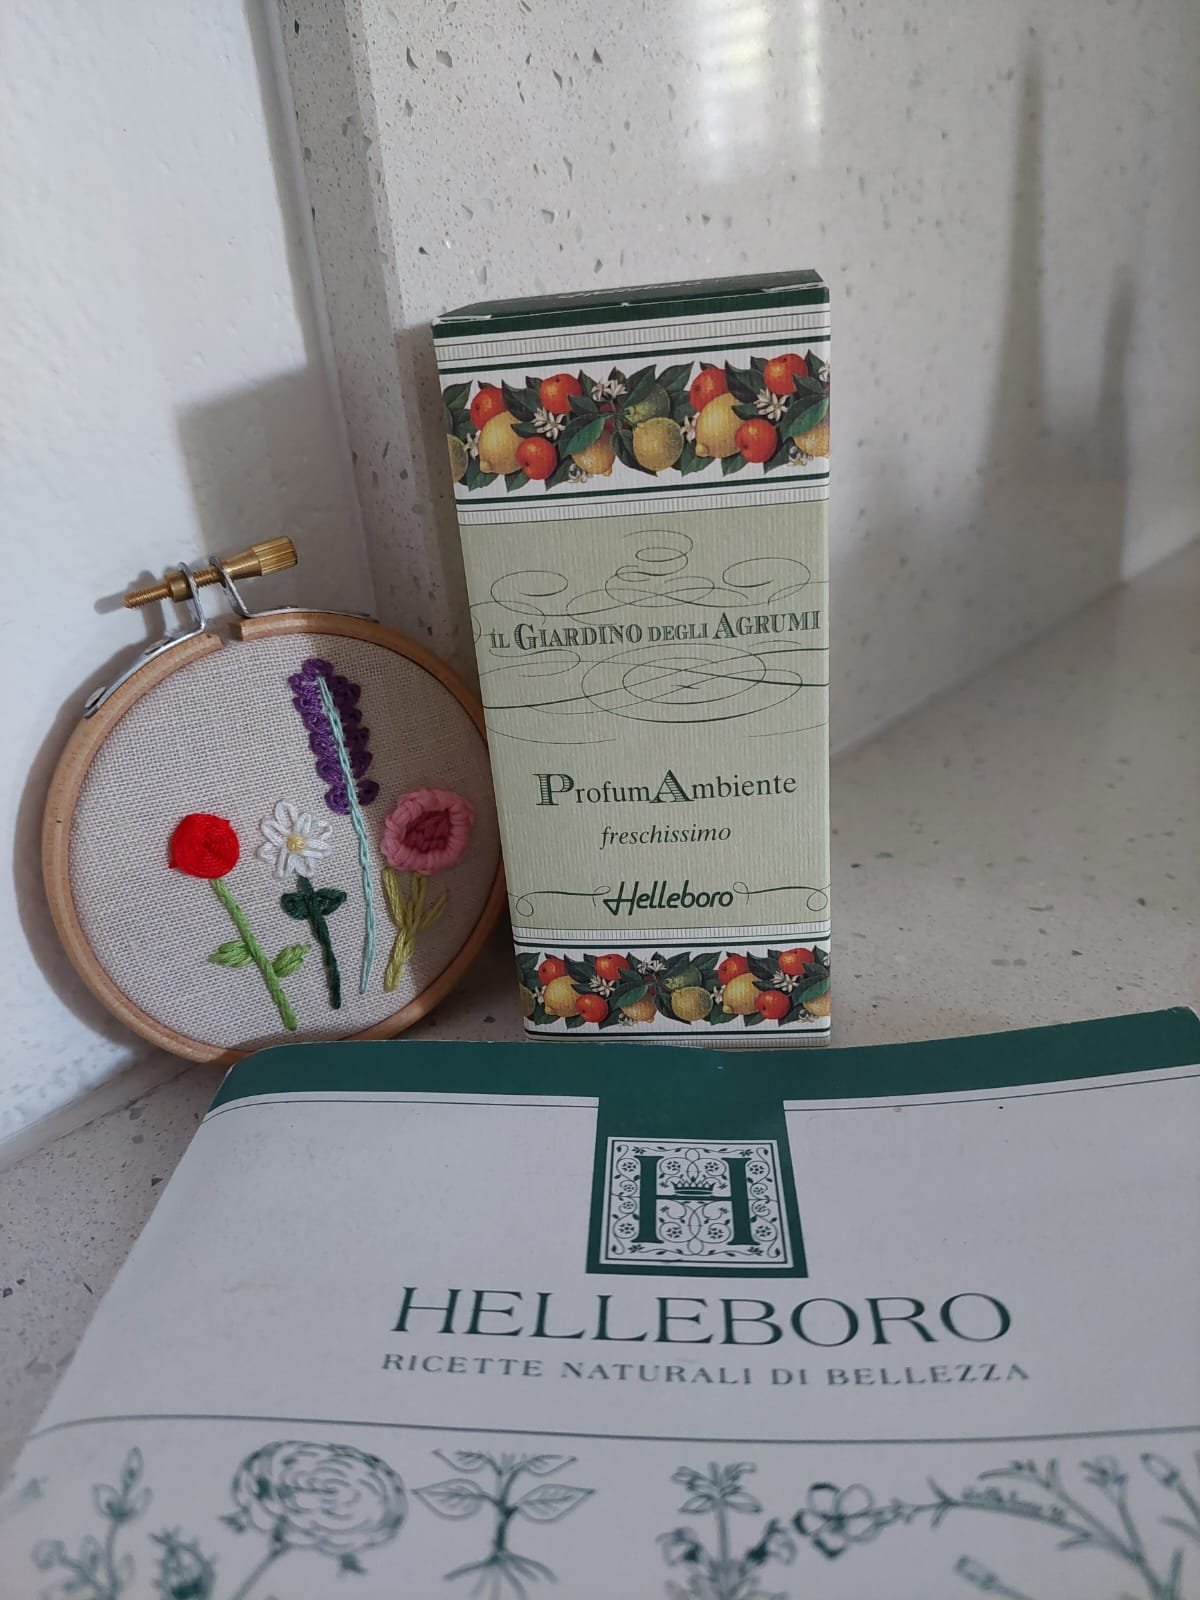 IL GIARDINO DEGLI AGRUMI
ProfumAmbiente
freschissimo
Helleboro
H
HELLEBORO
RICETTE NATURALI DI BELLEZZA